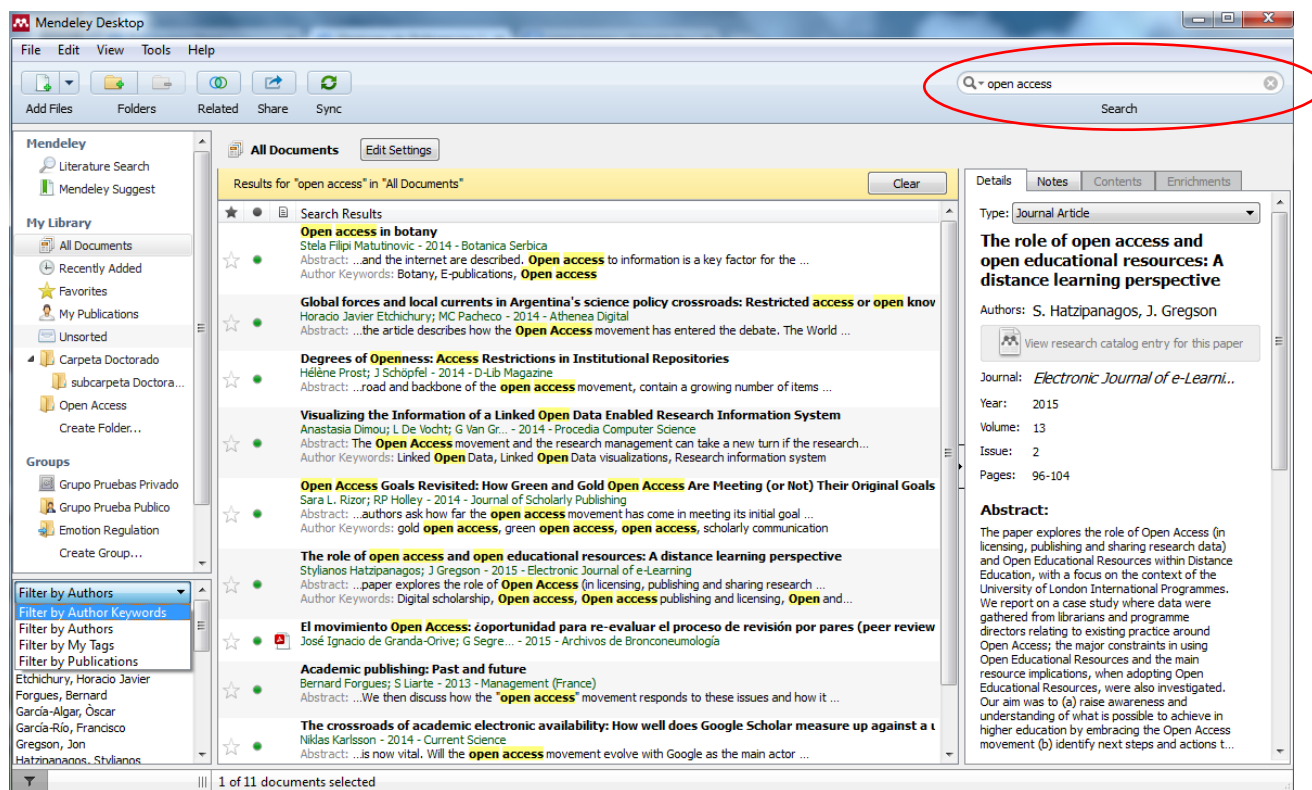 Mendeley Desktop
File Edit View Tools Help
Add Files Folders Related Share Sync
open access
Search
Mendeley
Literature Search
Mendeley Suggest
My Library
All Documents
Recently Added
Favorites
My Publications
Unsorted
Carpeta Doctorado
subcarpeta Doctora...
Open Access
Create Folder...
Groups
Grupo Pruebas Privado
Grupo Prueba Publico
Emotion Regulation
Create Group...
Filter by Authors
Filter by Author Keywords
Filter by Authors
Filter by My Tags
Filter by Publications
Etchichury, Horacio Javier
Forgues, Bernard
García-Algar, Òscar
García-Río, Francisco
Gregson, Jon
Hatzipanagos, Stylianos
All Documents Edit Settings
Results for "open access" in "All Documents" Clear
Search Results
Open access in botany
Stela Filipi Matutinovic - 2014 - Botanica Serbica
Abstract: ...and the internet are described. Open access to information is a key factor for the ...
Author Keywords: Botany, E-publications, Open access
Global forces and local currents in Argentina's science policy crossroads: Restricted access or open know
Horacio Javier Etchichury; MC Pacheco - 2014 - Athenea Digital
Abstract: ...the article describes how the Open Access movement has entered the debate. The World ...
Degrees of Openness: Access Restrictions in Institutional Repositories
Hélène Prost; J Schöpfel - 2014 - D-Lib Magazine
Abstract: ...road and backbone of the open access movement, contain a growing number of items ...
Visualizing the Information of a Linked Open Data Enabled Research Information System
Anastasia Dimou; L De Vocht; G Van Gr... - 2014 - Procedia Computer Science
Abstract: The Open Access movement and the research management can take a new turn if the research...
Author Keywords: Linked Open Data, Linked Open Data visualizations, Research information system
Open Access Goals Revisited: How Green and Gold Open Access Are Meeting (or Not) Their Original Goals
Sara L. Rizor; RP Holley - 2014 - Journal of Scholarly Publishing
Abstract: ...authors ask how far the open access movement has come in meeting its initial goal ...
Author Keywords: gold open access, green open access, open access, scholarly communication
The role of open access and open educational resources: A distance learning perspective
Stylianos Hatzipanagos; J Gregson - 2015 - Electronic Journal of e-Learning
Abstract: ...paper explores the role of Open Access (in licensing, publishing and sharing research ...
Author Keywords: Digital scholarship, Open access, Open access publishing and licensing, Open and...
El movimiento Open Access: ¿oportunidad para re-evaluar el proceso de revisión por pares (peer review
José Ignacio de Granda-Orive; G Segre... - 2015 - Archivos de Bronconeumología
Academic publishing: Past and future
Bernard Forgues; S Liarte - 2013 - Management (France)
Abstract: ...We then discuss how the "open access" movement responds to these issues and how it ...
The crossroads of academic electronic availability: How well does Google Scholar measure up against a
Niklas Karlsson - 2014 - Current Science
Abstract: ...is now vital. Will the open access movement evolve with Google as the main actor ...
1 of 11 documents selected
Details Notes Contents Enrichments
Type: Journal Article
The role of open access and
open educational resources: A
distance learning perspective
Authors: S. Hatzipanagos, J. Gregson
View research catalog entry for this paper
Journal: Electronic Journal of e-Learni...
Year: 2015
Volume: 13
Issue: 2
Pages: 96-104
Abstract:
The paper explores the role of Open Access (in
licensing, publishing and sharing research data)
and Open Educational Resources within Distance
Education, with a focus on the context of the
University of London International Programmes.
We report on a case study where data were
gathered from librarians and programme
directors relating to existing practice around
Open Access; the major constraints in using
Open Educational Resources and the main
resource implications, when adopting Open
Educational Resources, were also investigated.
Our aim was to (a) raise awareness and
understanding of what is possible to achieve in
higher education by embracing the Open Access
movement (b) identify next steps and actions t...